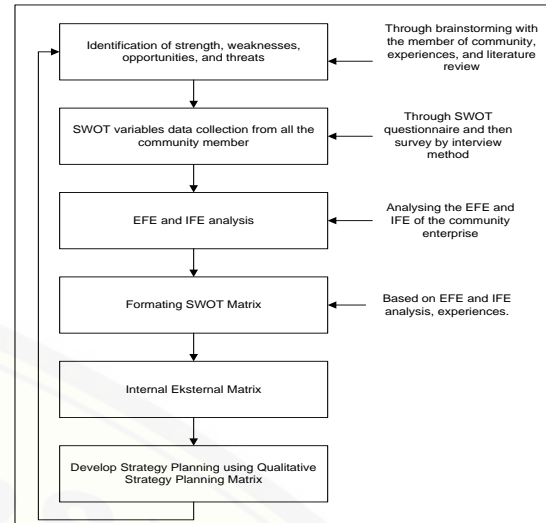 Identification of strength, weaknesses,
opportunities, and threats
Through brainstorming with
the member of community,
experiences, and literature
review
SWOT variables data collection from all the
community member
Through SWOT
questionnaire and then
survey by interview
method
EFE and IFE analysis
Analysing the EFE and
IFE of the community
enterprise
Formating SWOT Matrix
Based on EFE and IFE
analysis, experiences.
Internal Eksternal Matrix
Develop Strategy Planning using Qualitative
Strategy Planning Matrix